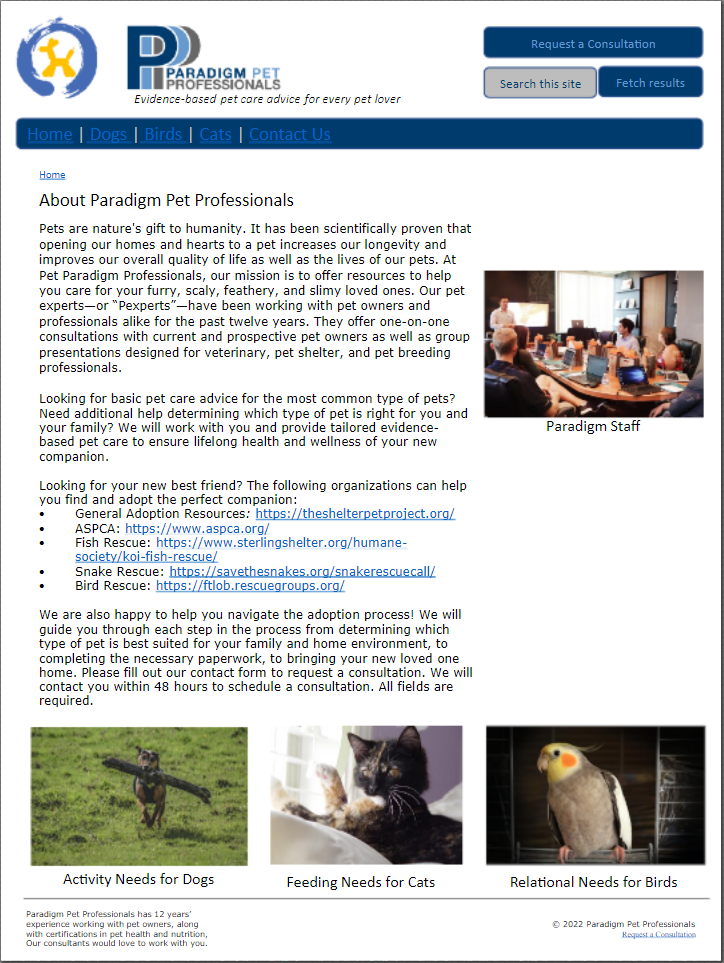 Request a Consultation
PARADIGM PET
PROFESSIONALS
Evidence-based pet care advice for every pet lover
Search this site
Fetch results
Home | Dogs | Birds | Cats | Contact Us
Home
About Paradigm Pet Professionals
Pets are nature's gift to humanity. It has been scientifically proven that
opening our homes and hearts to a pet increases our longevity and
improves our overall quality of life as well as the lives of our pets. At
Pet Paradigm Professionals, our mission is to offer resources to help
you care for your furry, scaly, feathery, and slimy loved ones. Our pet
experts—or “Pexperts”—have been working with pet owners and
professionals alike for the past twelve years. They offer one-on-one
consultations with current and prospective pet owners as well as group
presentations designed for veterinary, pet shelter, and pet breeding
professionals.
Paradigm Staff
Looking for basic pet care advice for the most common type of pets?
Need additional help determining which type of pet is right for you and
your family? We will work with you and provide tailored evidence-
based pet care to ensure lifelong health and wellness of your new
companion.
Looking for your new best friend? The following organizations can help
you find and adopt the perfect companion:
• General Adoption Resources: https://theshelterpetproject.org/
• ASPCA: https://www.aspca.org/
• Fish Rescue: https://www.sterlingshelter.org/humane-
society/koi-fish-rescue/
• Snake Rescue: https://savethesnakes.org/snakerescuecall/
• Bird Rescue: https://ftlob.rescuegroups.org/
We are also happy to help you navigate the adoption process! We will
guide you through each step in the process from determining which
type of pet is best suited for your family and home environment, to
completing the necessary paperwork, to bringing your new loved one
home. Please fill out our contact form to request a consultation. We will
contact you within 48 hours to schedule a consultation. All fields are
required.
Activity Needs for Dogs
Feeding Needs for Cats
Relational Needs for Birds
Paradigm Pet Professionals has 12 years’
experience working with pet owners, along
with certifications in pet health and nutrition,
Our consultants would love to work with you.
© 2022 Paradigm Pet Professionals
Request a Consultation